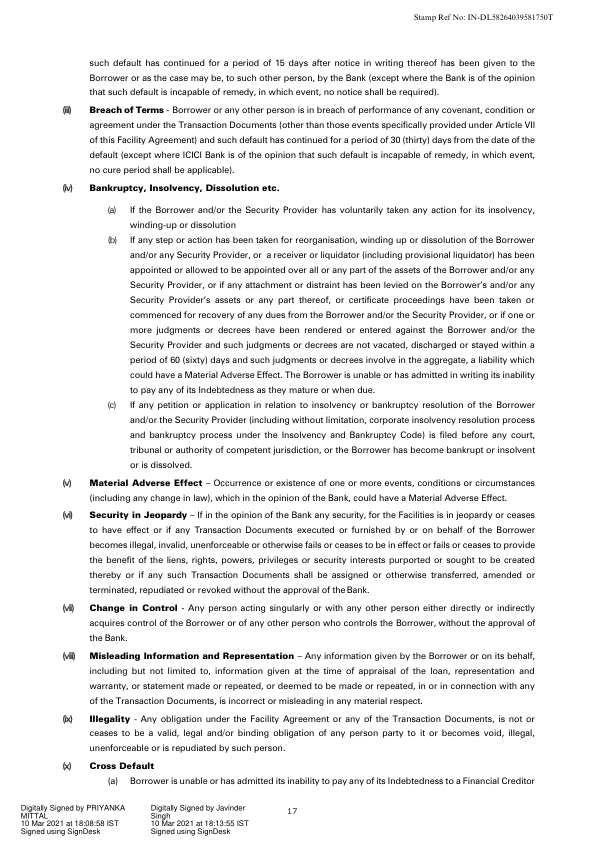 Stamp Ref No: IN-DL58264039581750T
such default has continued for a period of 15 days after notice in writing thereof has been given to the
Borrower or as the case may be, to such other person, by the Bank (except where the Bank is of the opinion
that such default is incapable of remedy, in which event, no notice shall be required).
(iii) Breach of Terms - Borrower or any other person is in breach of performance of any covenant, condition or
agreement under the Transaction Documents (other than those events specifically provided under Article VII
of this Facility Agreement) and such default has continued for a period of 30 (thirty) days from the date of the
default (except where ICICI Bank is of the opinion that such default is incapable of remedy, in which event,
no cure period shall be applicable).
(iv) Bankruptcy, Insolvency, Dissolution etc.
(a) If the Borrower and/or the Security Provider has voluntarily taken any action for its insolvency,
winding-up or dissolution
(b) If any step or action has been taken for reorganisation, winding up or dissolution of the Borrower
and/or any Security Provider, or a receiver or liquidator (including provisional liquidator) has been
appointed or allowed to be appointed over all or any part of the assets of the Borrower and/or any
Security Provider, or if any attachment or distraint has been levied on the Borrower's and/or any
Security Provider's assets or any part thereof, or certificate proceedings have been taken or
commenced for recovery of any dues from the Borrower and/or the Security Provider, or if one or
more judgments or decrees have been rendered or entered against the Borrower and/or the
Security Provider and such judgments or decrees are not vacated, discharged or stayed within a
period of 60 (sixty) days and such judgments or decrees involve in the aggregate, a liability which
could have a Material Adverse Effect. The Borrower is unable or has admitted in writing its inability
to pay any of its Indebtedness as they mature or when due.
(c) If any petition or application in relation to insolvency or bankruptcy resolution of the Borrower
and/or the Security Provider (including without limitation, corporate insolvency resolution process
and bankruptcy process under the Insolvency and Bankruptcy Code) is filed before any court,
tribunal or authority of competent jurisdiction, or the Borrower has become bankrupt or insolvent
or is dissolved.
(v) Material Adverse Effect – Occurrence or existence of one or more events, conditions or circumstances
(including any change in law), which in the opinion of the Bank, could have a Material Adverse Effect.
(vi) Security in Jeopardy – If in the opinion of the Bank any security, for the Facilities is in jeopardy or ceases
to have effect or if any Transaction Documents executed or furnished by or on behalf of the Borrower
becomes illegal, invalid, unenforceable or otherwise fails or ceases to be in effect or fails or ceases to provide
the benefit of the liens, rights, powers, privileges or security interests purported or sought to be created
thereby or if any such Transaction Documents shall be assigned or otherwise transferred, amended or
terminated, repudiated or revoked without the approval of the Bank.
(vii) Change in Control - Any person acting singularly or with any other person either directly or indirectly
acquires control of the Borrower or of any other person who controls the Borrower, without the approval of
the Bank.
(viii) Misleading Information and Representation – Any information given by the Borrower or on its behalf,
including but not limited to, information given at the time of appraisal of the loan, representation and
warranty, or statement made or repeated, or deemed to be made or repeated, in or in connection with any
of the Transaction Documents, is incorrect or misleading in any material respect.
(ix) Illegality - Any obligation under the Facility Agreement or any of the Transaction Documents, is not or
ceases to be a valid, legal and/or binding obligation of any person party to it or becomes void, illegal,
unenforceable or is repudiated by such person.
(x) Cross Default
(a) Borrower is unable or has admitted its inability to pay any of its Indebtedness to a Financial Creditor
17
Digitally Signed by PRIYANKA
MITTAL
10 Mar 2021 at 18:08:58 IST
Signed using SignDesk
Digitally Signed by Javinder
Singh
10 Mar 2021 at 18:13:55 IST
Signed using SignDesk